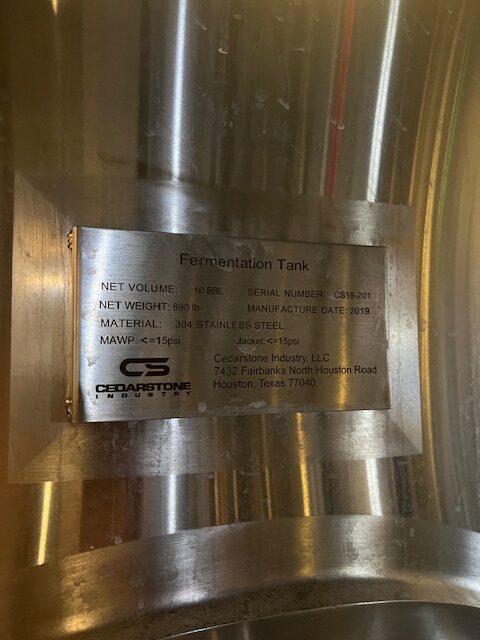 Fermentation Tank
NET VOLUME: 10 BBL SERIAL NUMBER: CS19-201
NET WEIGHT: 890 lb MANUFACTURE DATE: 2019
MATERIAL: 304 STAINLESS STEEL
MAWP: <=15psi Jacket: <=15psi
CS
CEDARSTONE
INDUSTRY
Cedarstone Industry, LLC
7432 Fairbanks North Houston Road
Houston, Texas 77040